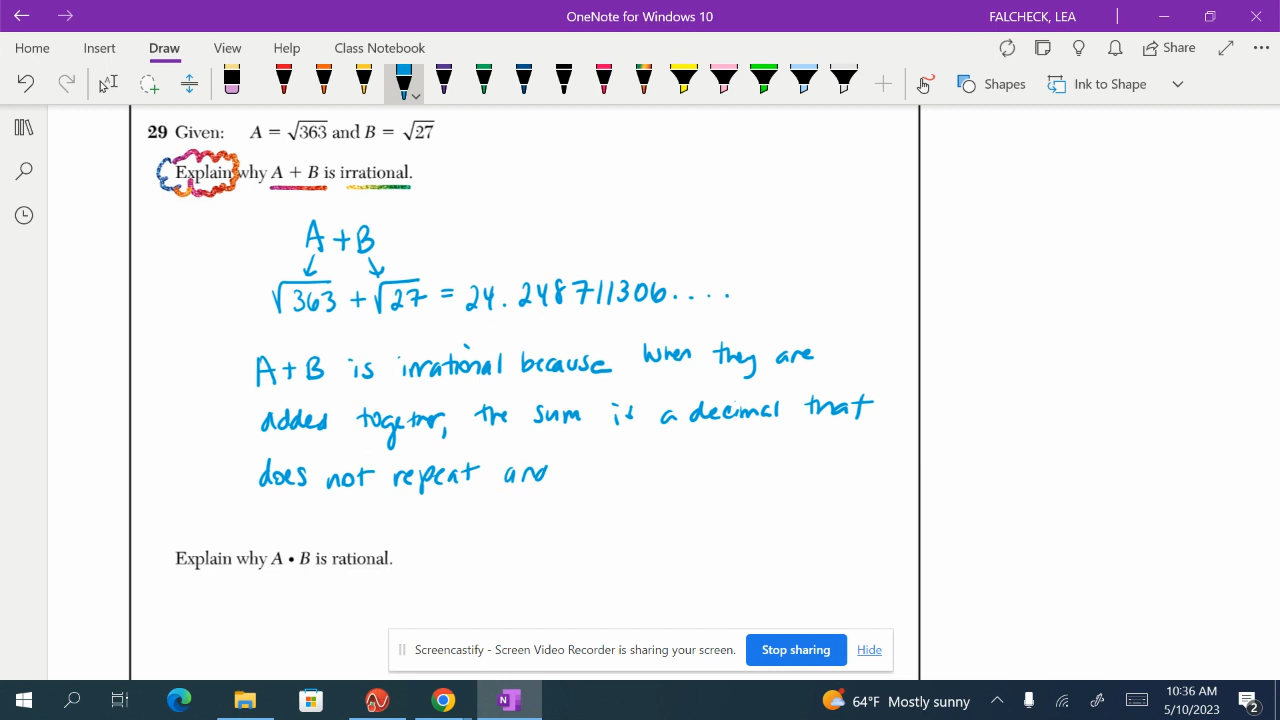 OneNote for Windows 10
FALCHECK, LEA
Home Insert Draw View Help Class Notebook
Share
Shapes Ink to Shape
29 Given: A = √363 and B = √27
Explain why A + B is irrational.
A + B
√363 + √27 = 24.248711306....
A + B is irrational because when they are
added together, the sum is a decimal that
does not repeat and
Explain why A • B is rational.
Screencastify - Screen Video Recorder is sharing your screen. Stop sharing Hide
64°F Mostly sunny
10:36 AM
5/10/2023
2